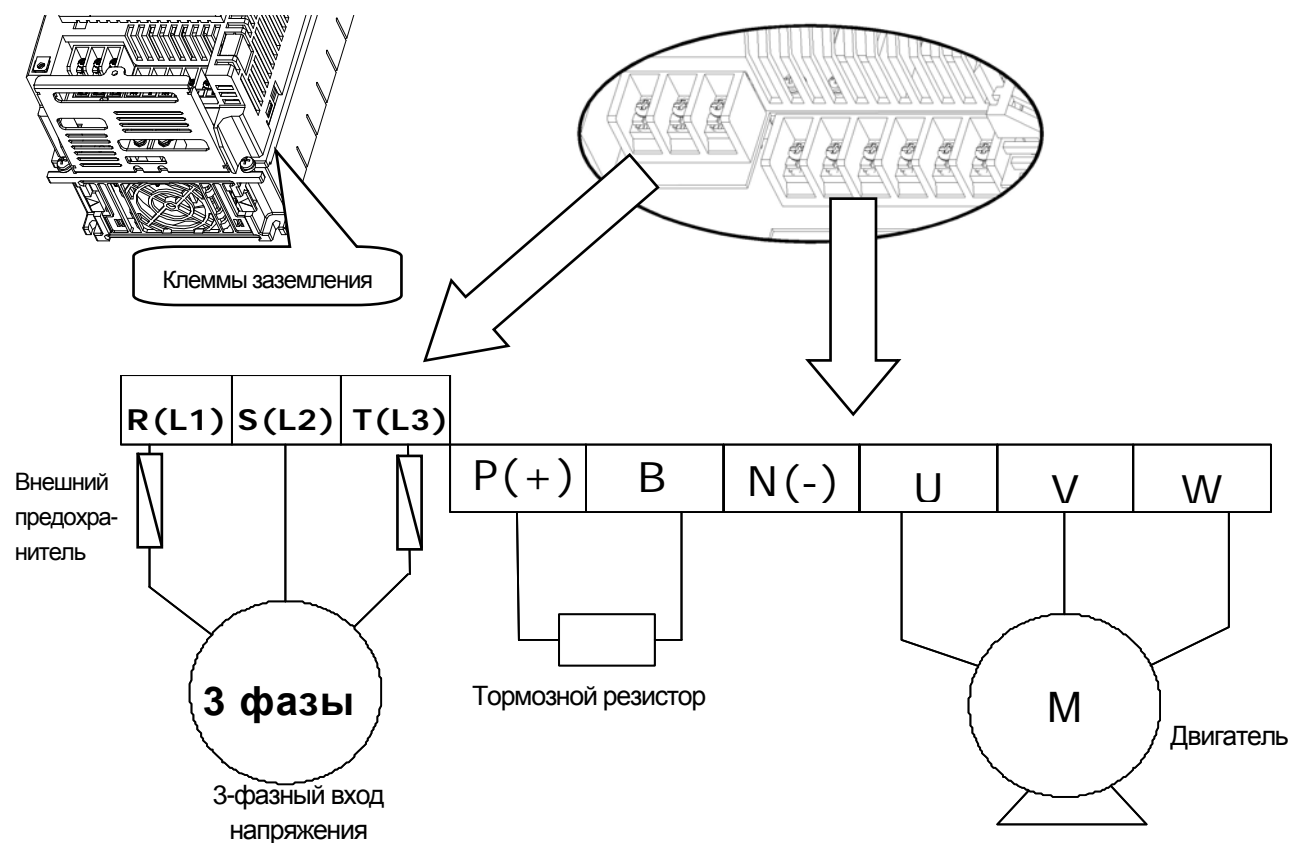 Клеммы заземления
R(L1) S(L2) T(L3)
P(+) B N(-) U V W
Внешний
предохра-
нитель
3 фазы
Тормозной резистор
M
Двигатель
3-фазный вход
напряжения